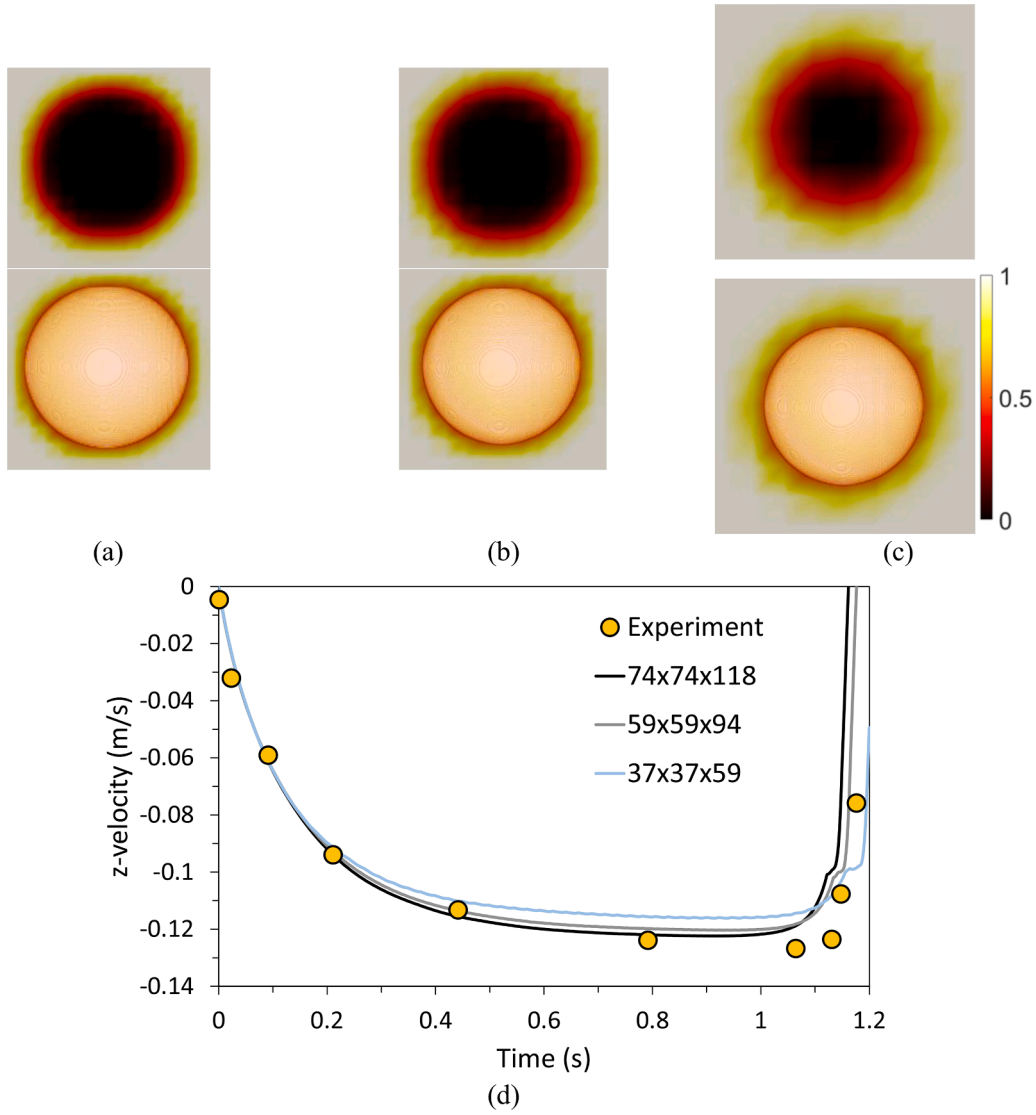 1
0.5
0
(a)
(b)
(c)
0
-0.02
-0.04
-0.06
-0.08
-0.1
-0.12
-0.14
z-velocity (m/s)
Experiment
74x74x118
59x59x94
37x37x59
0
0.2
0.4
0.6
0.8
1
1.2
Time (s)
(d)